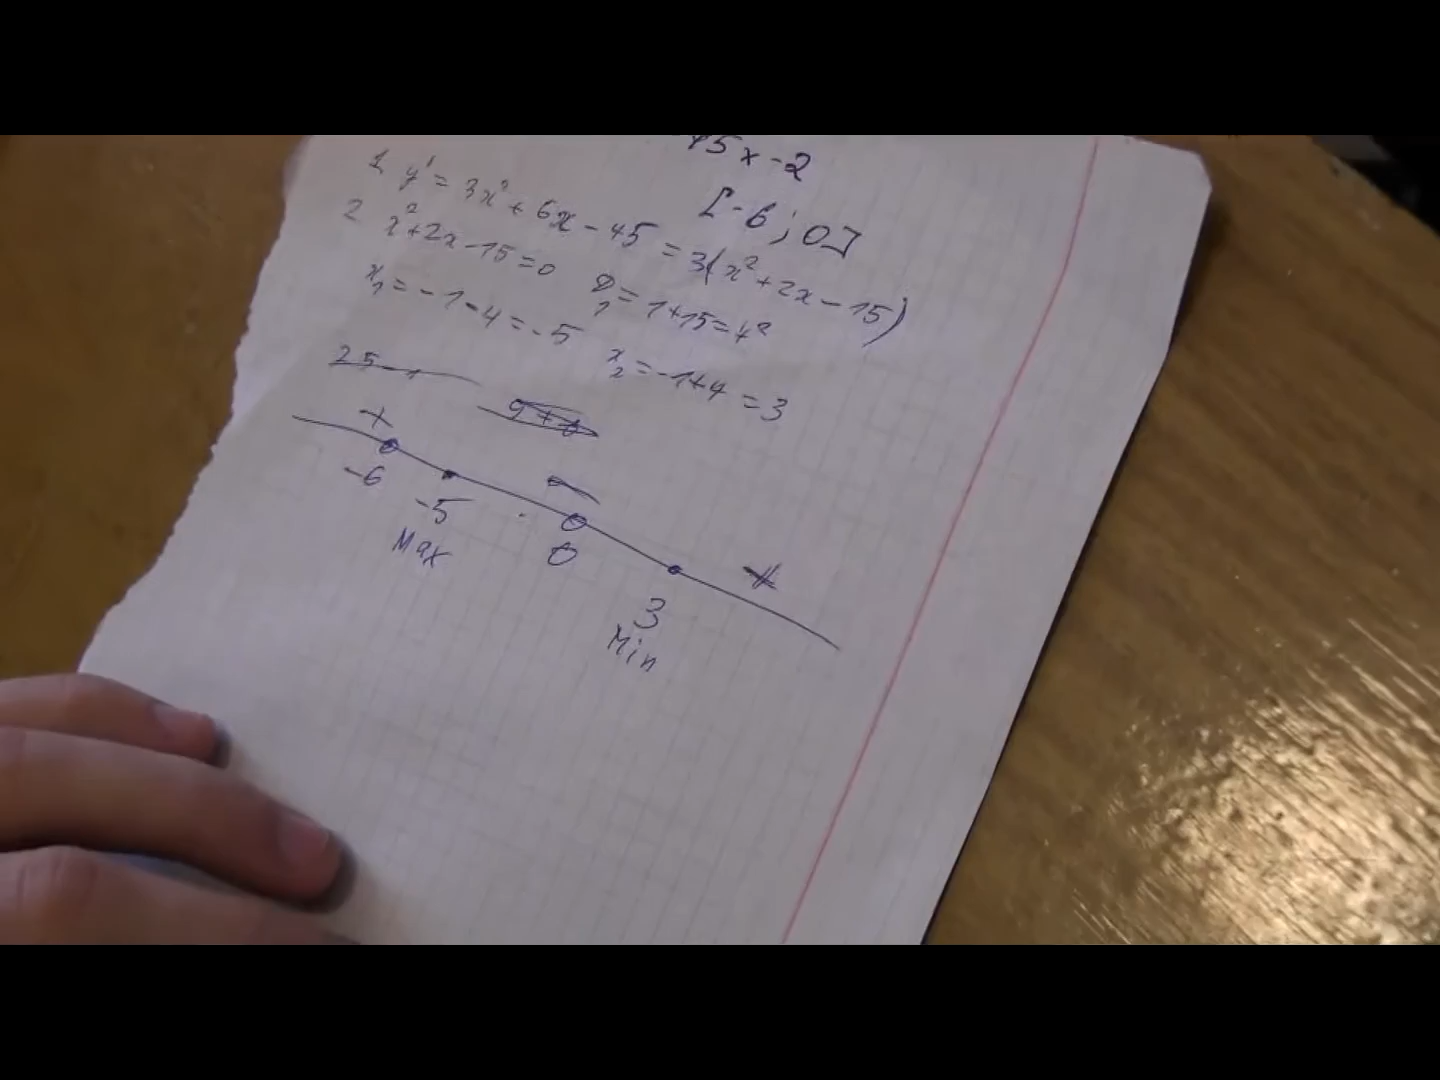 45x-2
[-6; 0]
1 y' = 3x² + 6x - 45 = 3(x² + 2x - 15)
2 x² + 2x - 15 = 0 D₁ = 1 + 15 = 4²
x₁ = -1 - 4 = -5 x₂ = -1 + 4 = 3
+ - +
-6 -5 0 3
Max Min